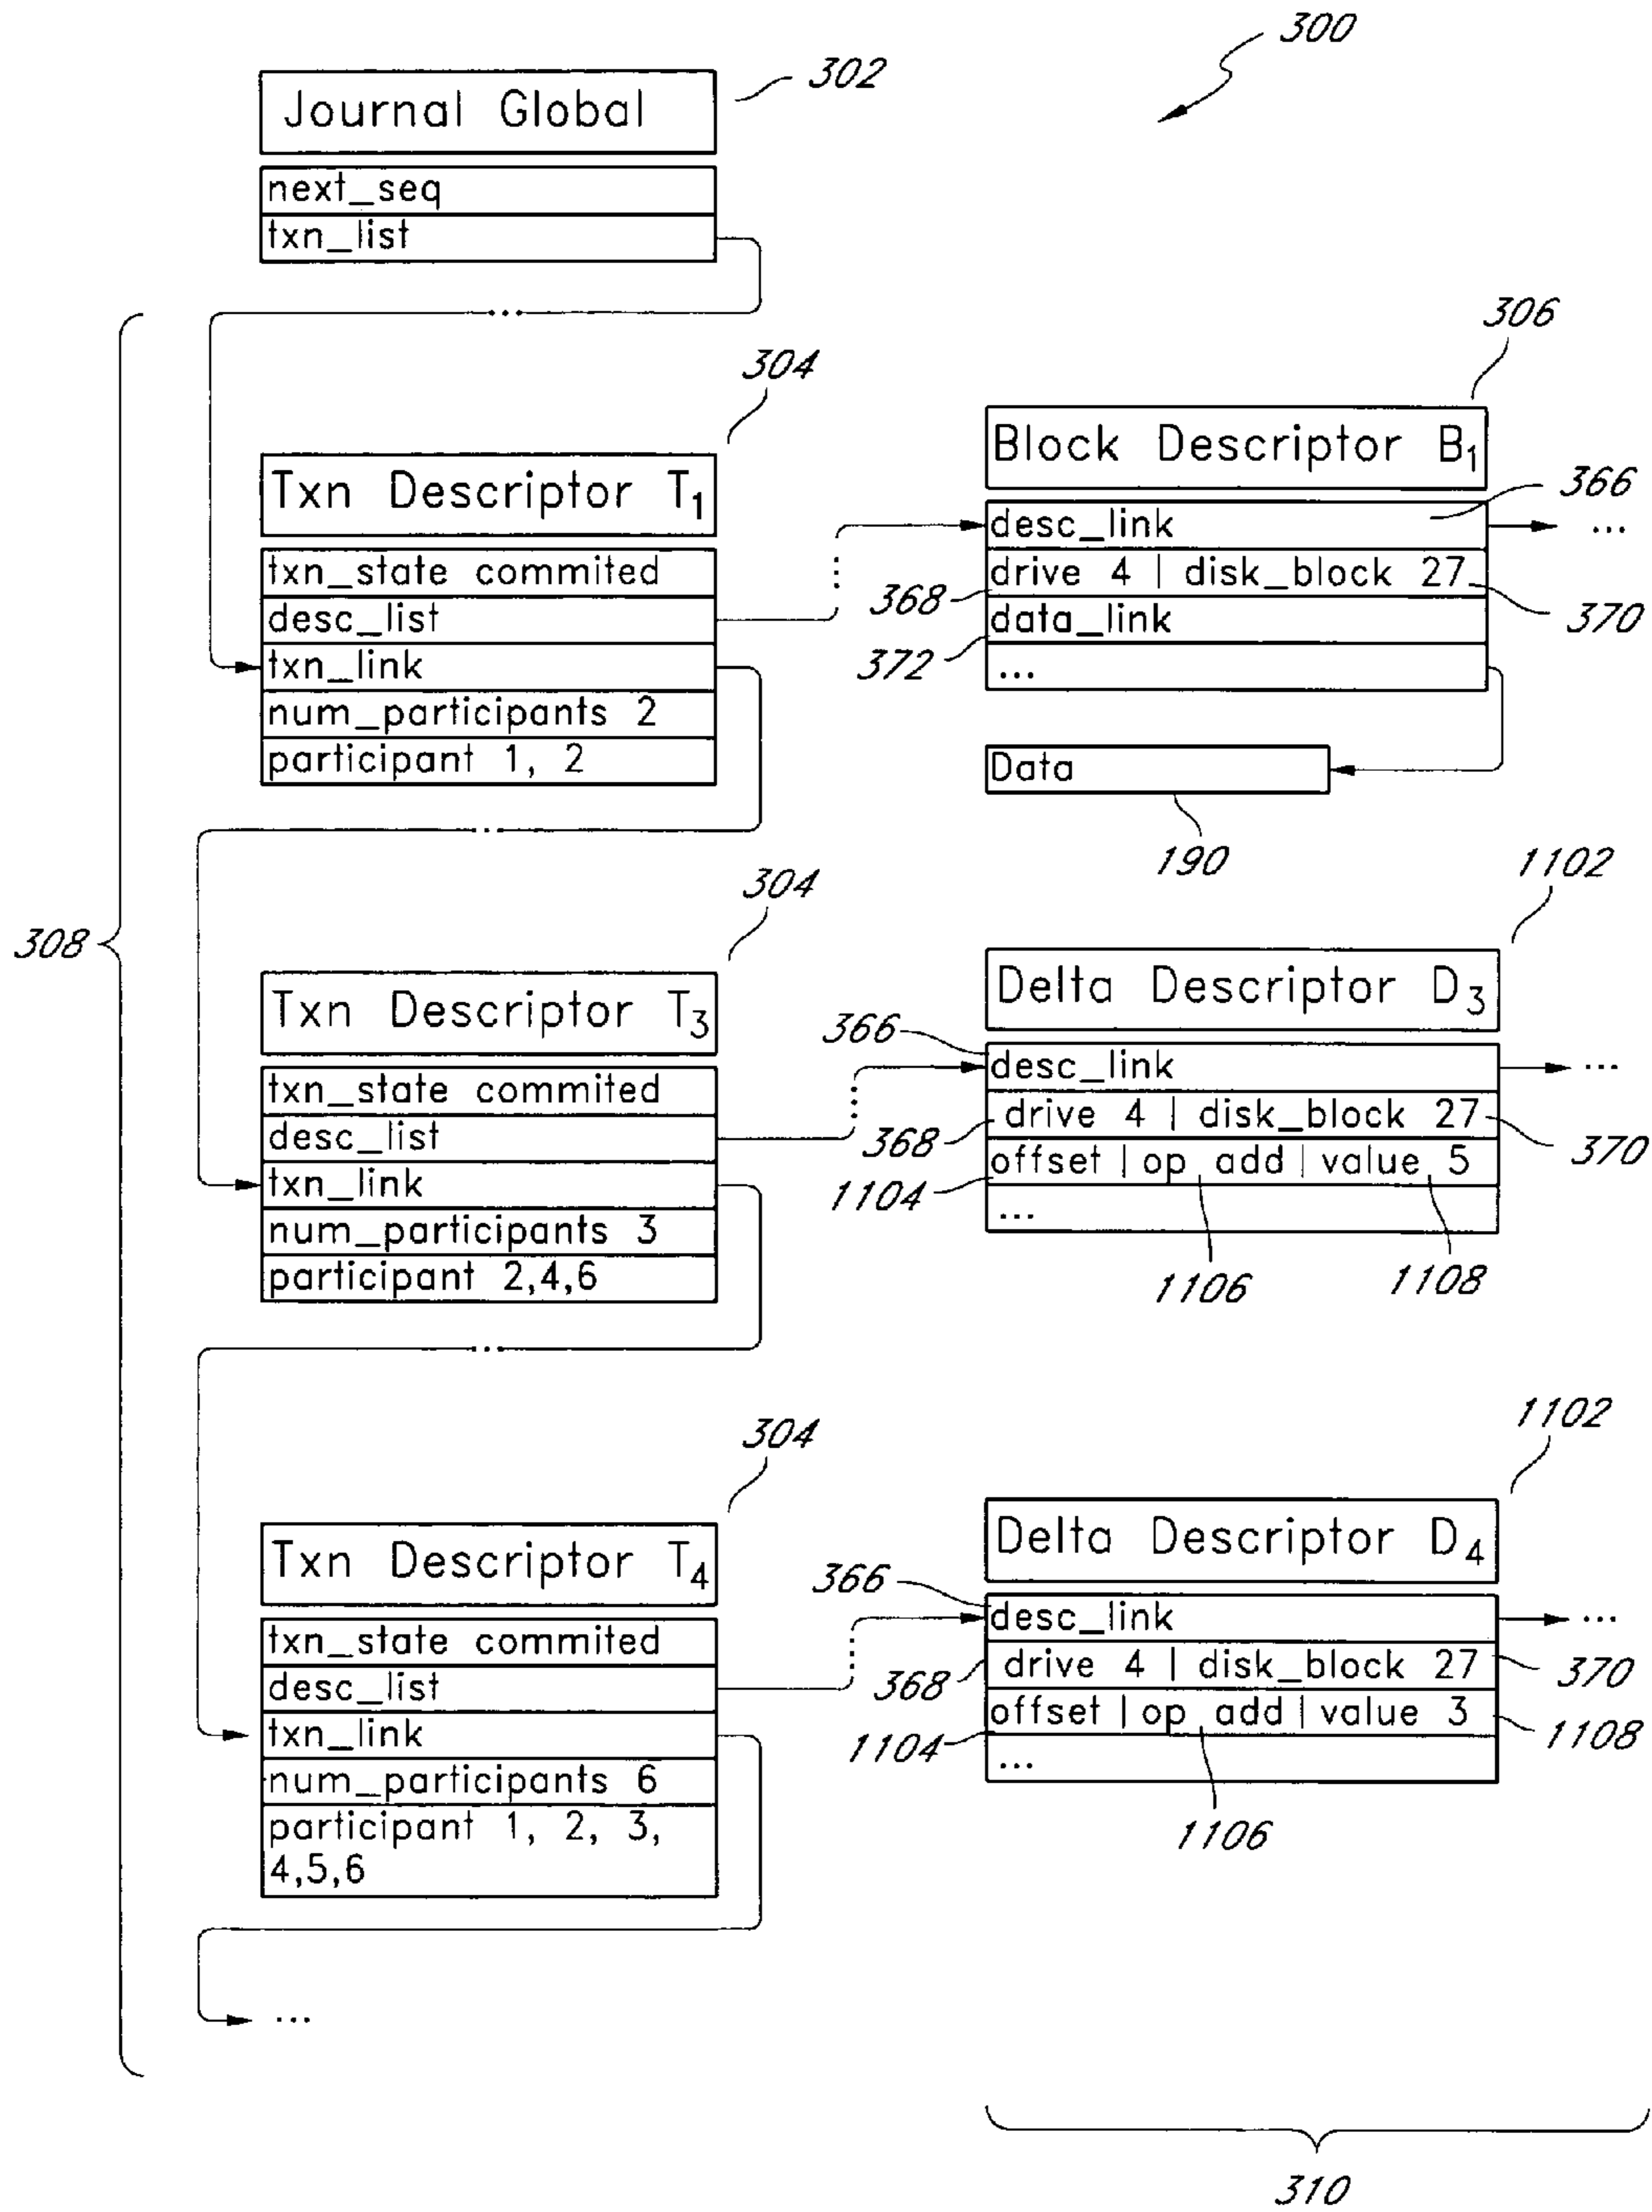 300
302
Journal Global
next_seq
txn_list
...
306
304
Block Descriptor B1
366
Txn Descriptor T1
desc_link
...
txn_state commited
drive 4 | disk_block 27
368
370
desc_list
data_link
372
txn_link
...
num_participants 2
participant 1, 2
Data
190
...
1102
304
308
Delta Descriptor D3
Txn Descriptor T3
366
desc_link
...
txn_state commited
drive 4 | disk_block 27
368
370
desc_list
offset | op add | value 5
1104
txn_link
...
num_participants 3
participant 2,4,6
1106
1108
...
1102
304
Delta Descriptor D4
Txn Descriptor T4
366
desc_link
...
txn_state commited
drive 4 | disk_block 27
368
370
desc_list
offset | op add | value 3
1104
1108
txn_link
...
num_participants 6
participant 1, 2, 3,
4,5,6
1106
...
310